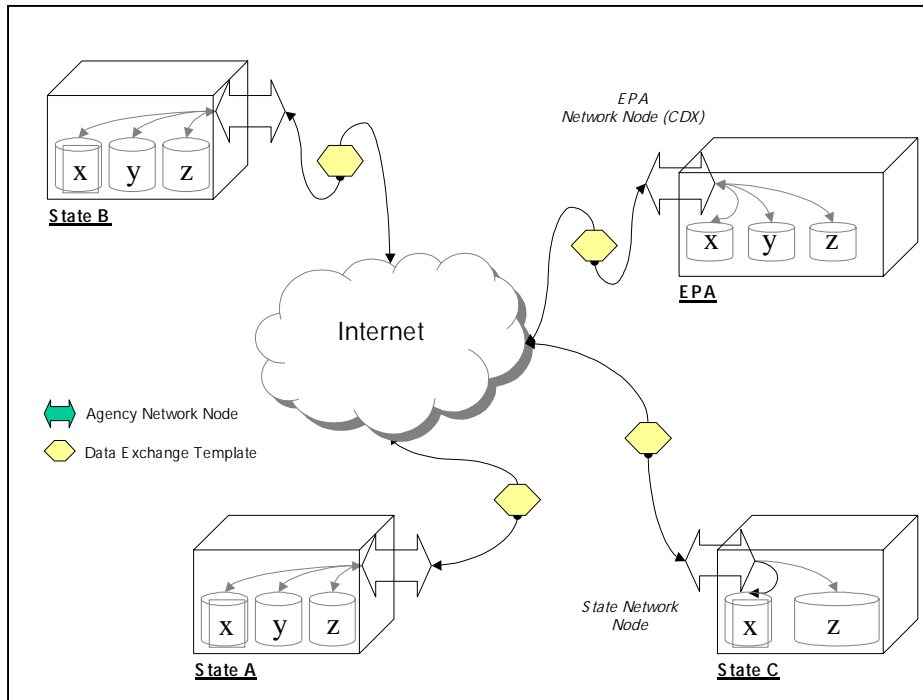 EPA
Network Node (CDX)
x y z
State B
x y z
EPA
Internet
Agency Network Node
Data Exchange Template
x y z
State A
State Network
Node
x z
State C